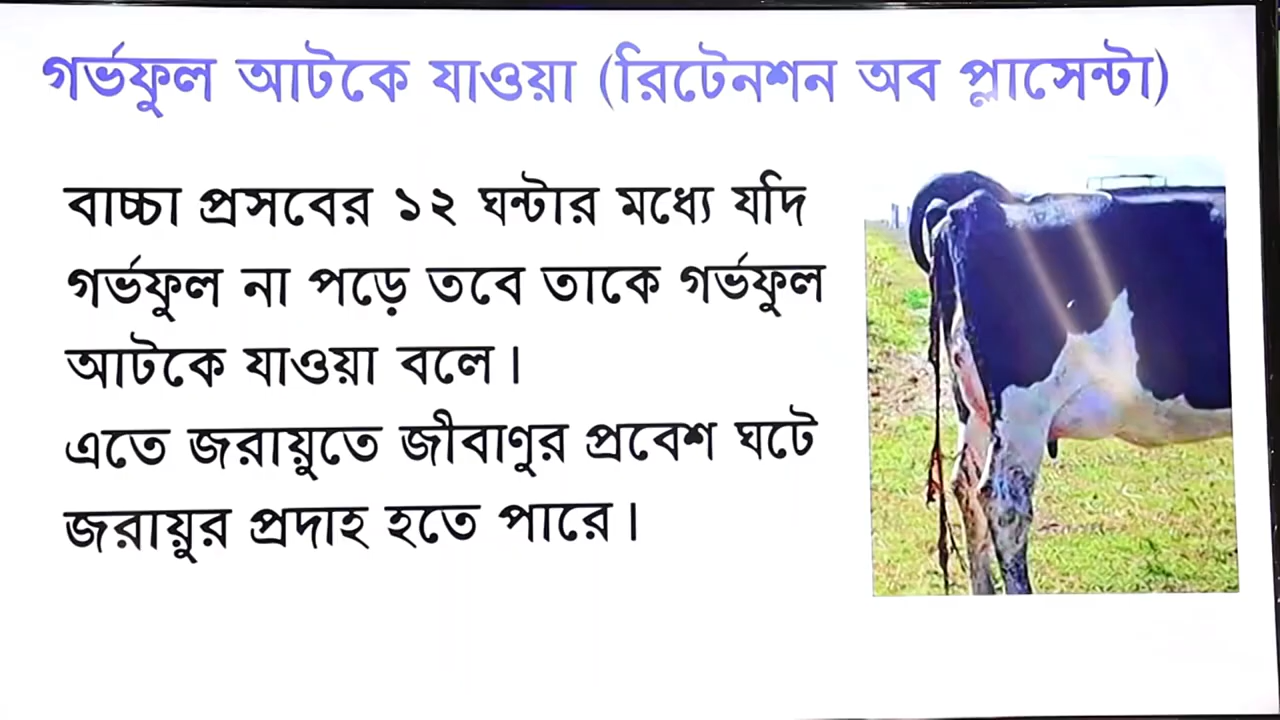 গর্ভফুল আটকে যাওয়া (রিটেনশন অব প্লাসেন্টা)
বাচ্চা প্রসবের ১২ ঘন্টার মধ্যে যদি
গর্ভফুল না পড়ে তবে তাকে গর্ভফুল
আটকে যাওয়া বলে।
এতে জরায়ুতে জীবাণুর প্রবেশ ঘটে
জরায়ুর প্রদাহ হতে পারে।